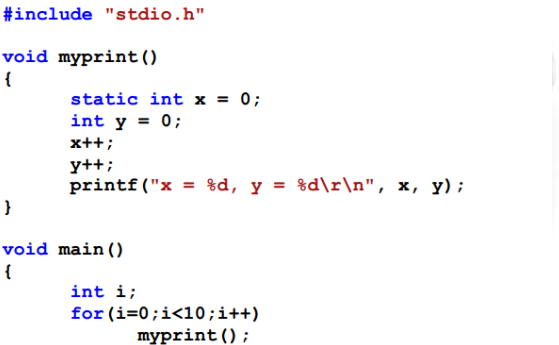 #include "stdio.h"
void myprint()
{
static int x = 0;
int y = 0;
x++;
y++;
printf("x = %d, y = %d\r\n", x, y);
}
void main()
{
int i;
for(i=0;i<10;i++)
myprint();